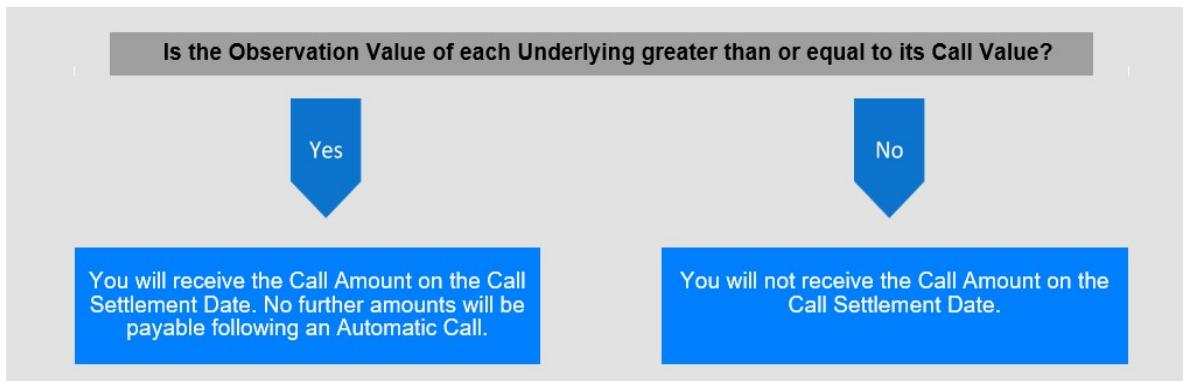 Is the Observation Value of each Underlying greater than or equal to its Call Value?
Yes
No
You will receive the Call Amount on the Call
Settlement Date. No further amounts will be
payable following an Automatic Call.
You will not receive the Call Amount on the
Call Settlement Date.